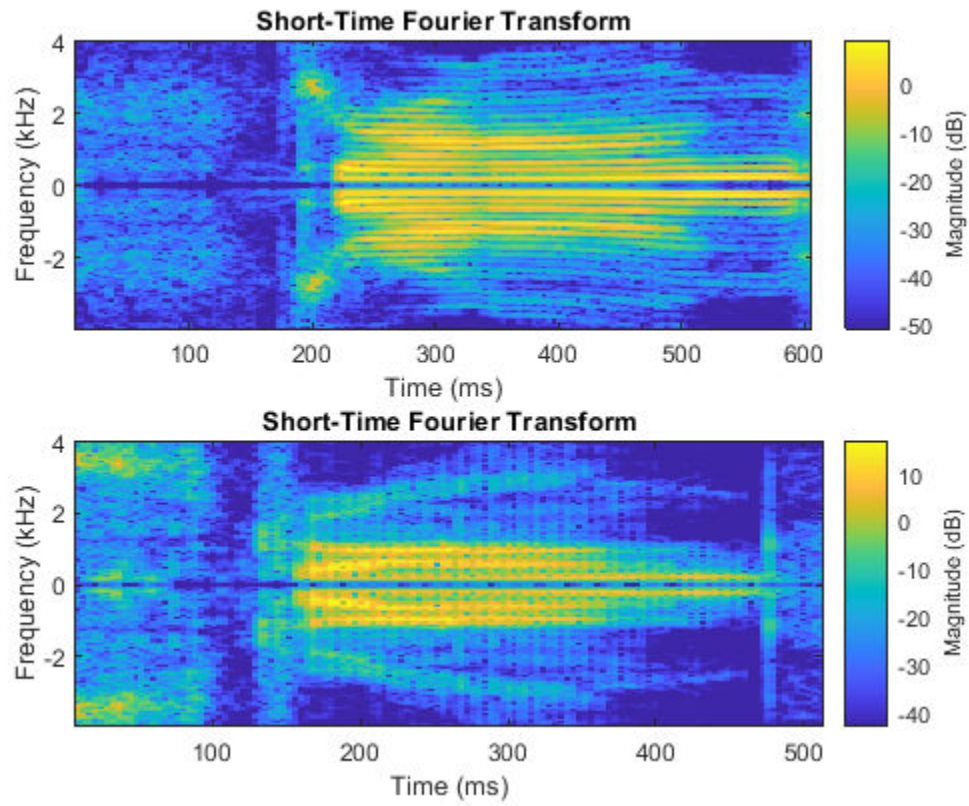 Short-Time Fourier Transform
4
2
0
-2
Frequency (kHz)
100 200 300 400 500 600
Time (ms)
0
-10
-20
-30
-40
-50
Magnitude (dB)
Short-Time Fourier Transform
4
2
0
-2
Frequency (kHz)
100 200 300 400 500
Time (ms)
10
0
-10
-20
-30
-40
Magnitude (dB)